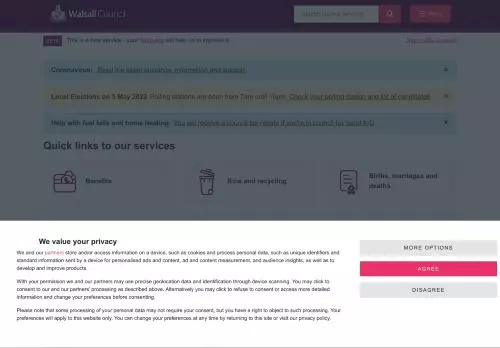 Walsall Council
Search council services
Menu
BETA This is a new service - your feedback will help us to improve it.
Coronavirus: Read the latest guidance, information and support
Local Elections on 5 May 2022 Polling stations are open from 7am until 10pm. Check your polling station and list of candidates
Help with fuel bills and home heating: You will receive a council tax rebate if you're in council tax band A-D
Quick links to our services
Benefits
Bins and recycling
Births, marriages and
deaths
We value your privacy
We and our partners store and/or access information on a device, such as cookies and process personal data, such as unique identifiers and
standard information sent by a device for personalised ads and content, ad and content measurement, and audience insights, as well as to
develop and improve products.
With your permission we and our partners may use precise geolocation data and identification through device scanning. You may click to
consent to our and our partners' processing as described above. Alternatively you may click to refuse to consent or access more detailed
information and change your preferences before consenting.
Please note that some processing of your personal data may not require your consent, but you have a right to object to such processing. Your
preferences will apply to this website only. You can change your preferences at any time by returning to this site or visit our privacy policy.
MORE OPTIONS
AGREE
DISAGREE